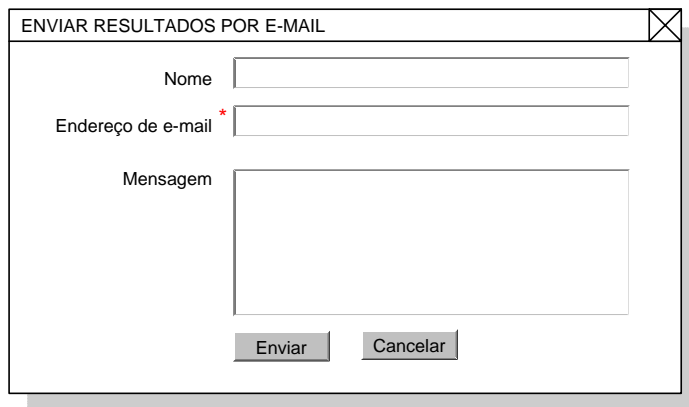 ENVIAR RESULTADOS POR E-MAIL
Nome
Endereço de e-mail *
Mensagem
Enviar Cancelar